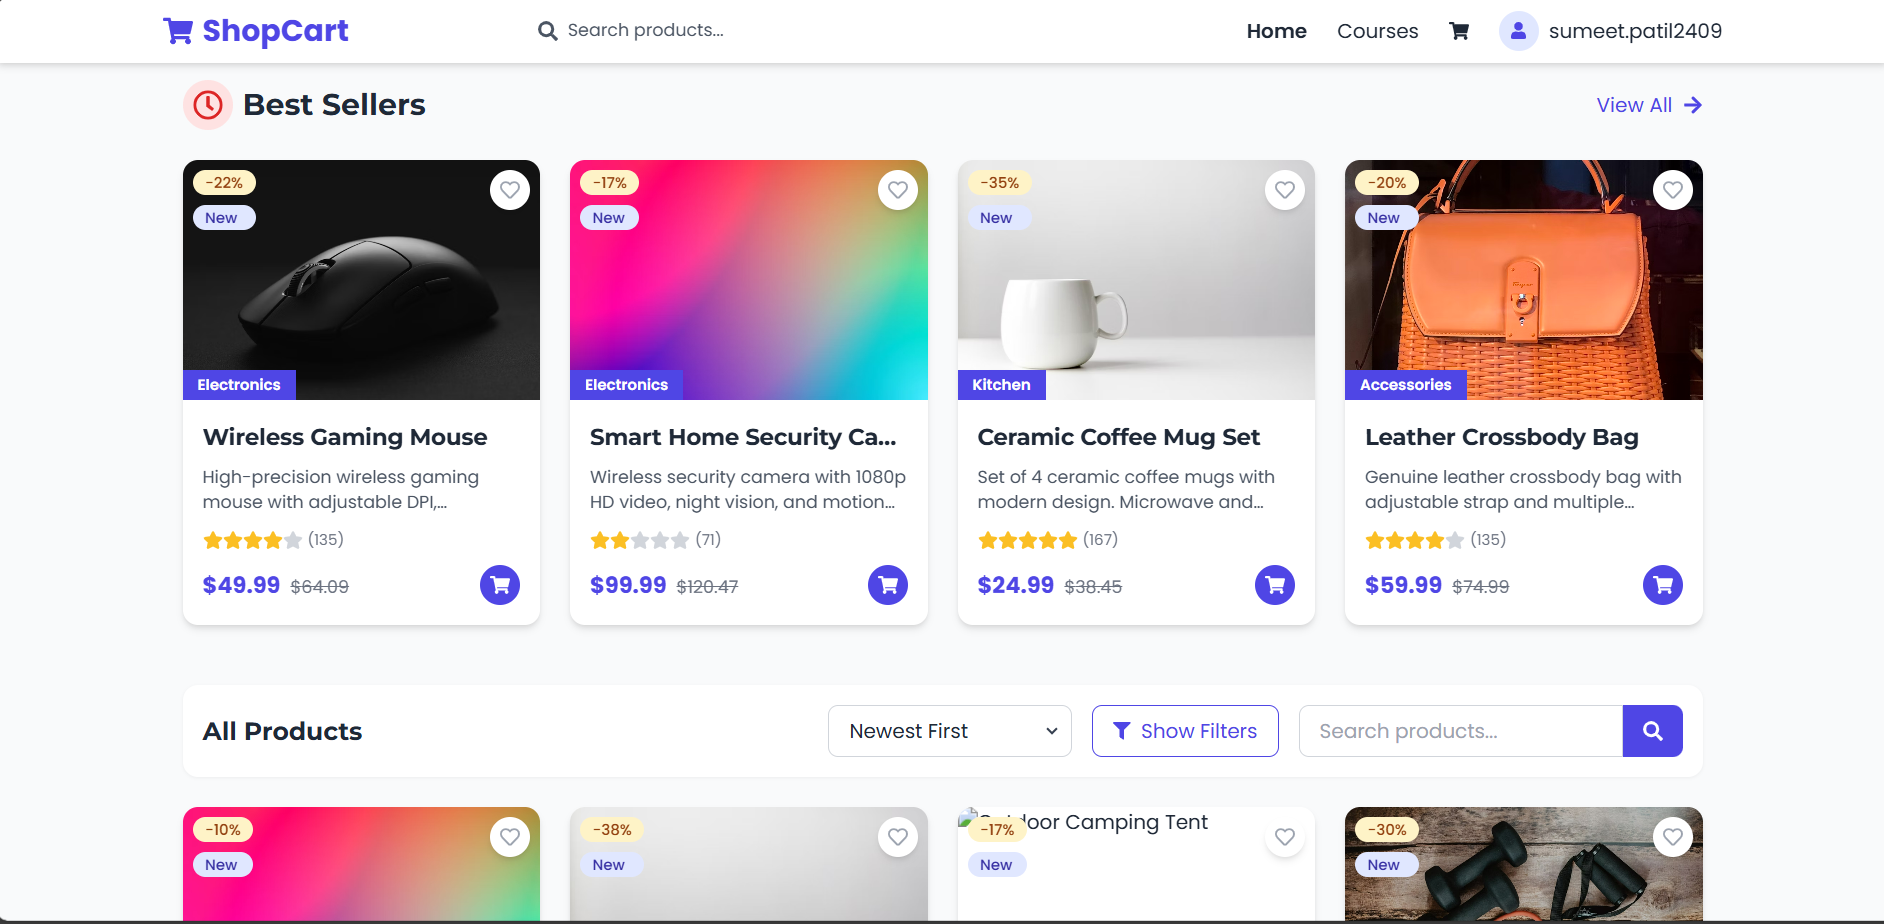 ShopCart
Search products...
Home
Courses
sumeet.patil2409
Best Sellers
View All
-22%
New
Electronics
Wireless Gaming Mouse
High-precision wireless gaming
mouse with adjustable DPI,...
(135)
$49.99 $64.09
-17%
New
Electronics
Smart Home Security Ca...
Wireless security camera with 1080p
HD video, night vision, and motion...
(71)
$99.99 $120.47
-35%
New
Kitchen
Ceramic Coffee Mug Set
Set of 4 ceramic coffee mugs with
modern design. Microwave and...
(167)
$24.99 $38.45
-20%
New
Accessories
Leather Crossbody Bag
Genuine leather crossbody bag with
adjustable strap and multiple...
(135)
$59.99 $74.99
All Products
Newest First
Show Filters
Search products...
-10%
New
-38%
New
door Camping Tent
-17%
New
-30%
New